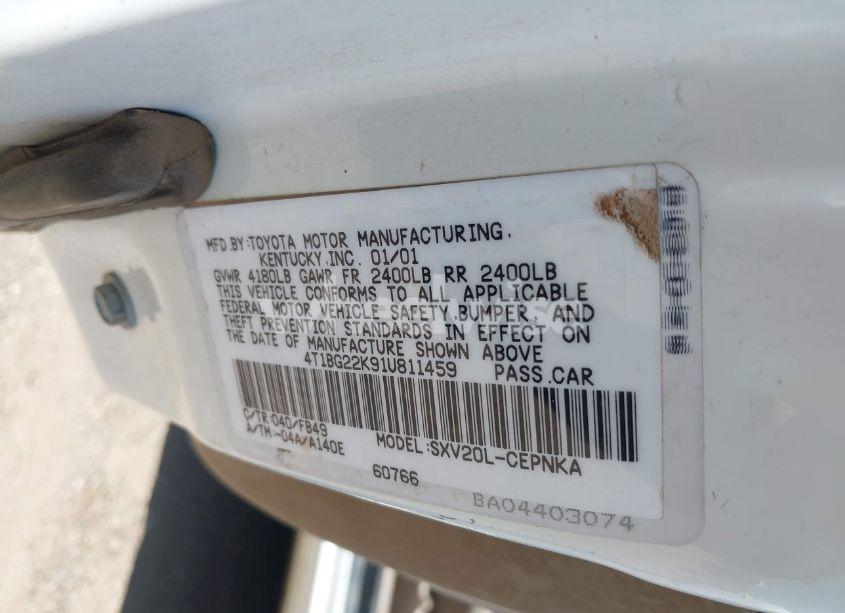 MFD.BY:TOYOTA MOTOR MANUFACTURING.
KENTUCKY.INC. 01/01
GVWR 4180LB GAWR FR 2400LB RR 2400LB
THIS VEHICLE CONFORMS TO ALL APPLICABLE
FEDERAL MOTOR VEHICLE SAFETY.BUMPER, AND
THEFT PREVENTION STANDARDS IN EFFECT ON
THE DATE OF MANUFACTURE SHOWN ABOVE
4T1BG22K91U811459 PASS.CAR
C/TR:040/FB49
A/TM:-04A/A140E MODEL:SXV20L-CEPNKA
60766
BA04403074